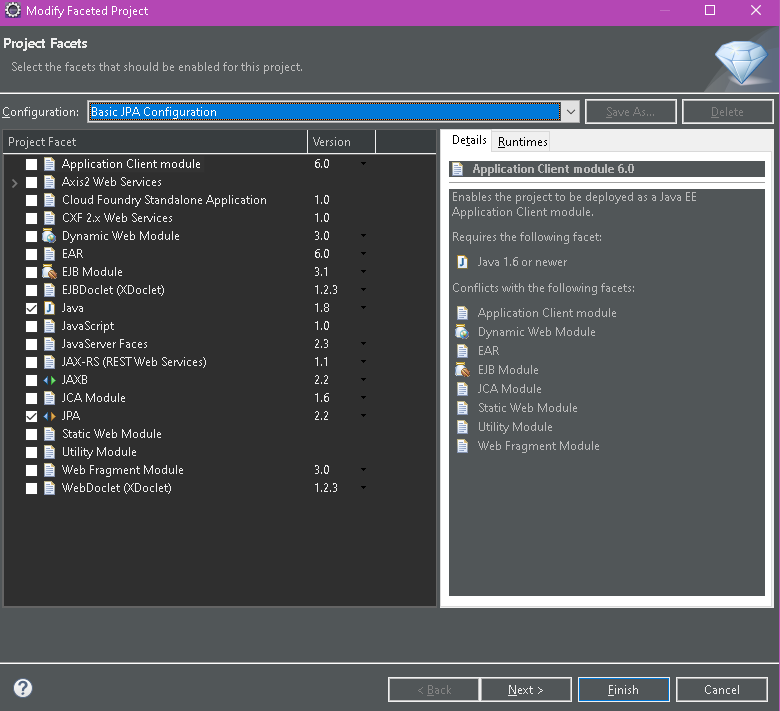 Modify Faceted Project
Project Facets
Select the facets that should be enabled for this project.
Configuration: Basic JPA Configuration Save As... Delete
Project Facet Version
Application Client module 6.0
Axis2 Web Services
Cloud Foundry Standalone Application 1.0
CXF 2.x Web Services 1.0
Dynamic Web Module 3.0
EAR 6.0
EJB Module 3.1
EJBDoclet (XDoclet) 1.2.3
Java 1.8
JavaScript 1.0
JavaServer Faces 2.3
JAX-RS (REST Web Services) 1.1
JAXB 2.2
JCA Module 1.6
JPA 2.2
Static Web Module
Utility Module
Web Fragment Module 3.0
WebDoclet (XDoclet) 1.2.3
Details Runtimes
Application Client module 6.0
Enables the project to be deployed as a Java EE
Application Client module.
Requires the following facet:
Java 1.6 or newer
Conflicts with the following facets:
Application Client module
Dynamic Web Module
EAR
EJB Module
JCA Module
Static Web Module
Utility Module
Web Fragment Module
? < Back Next > Finish Cancel